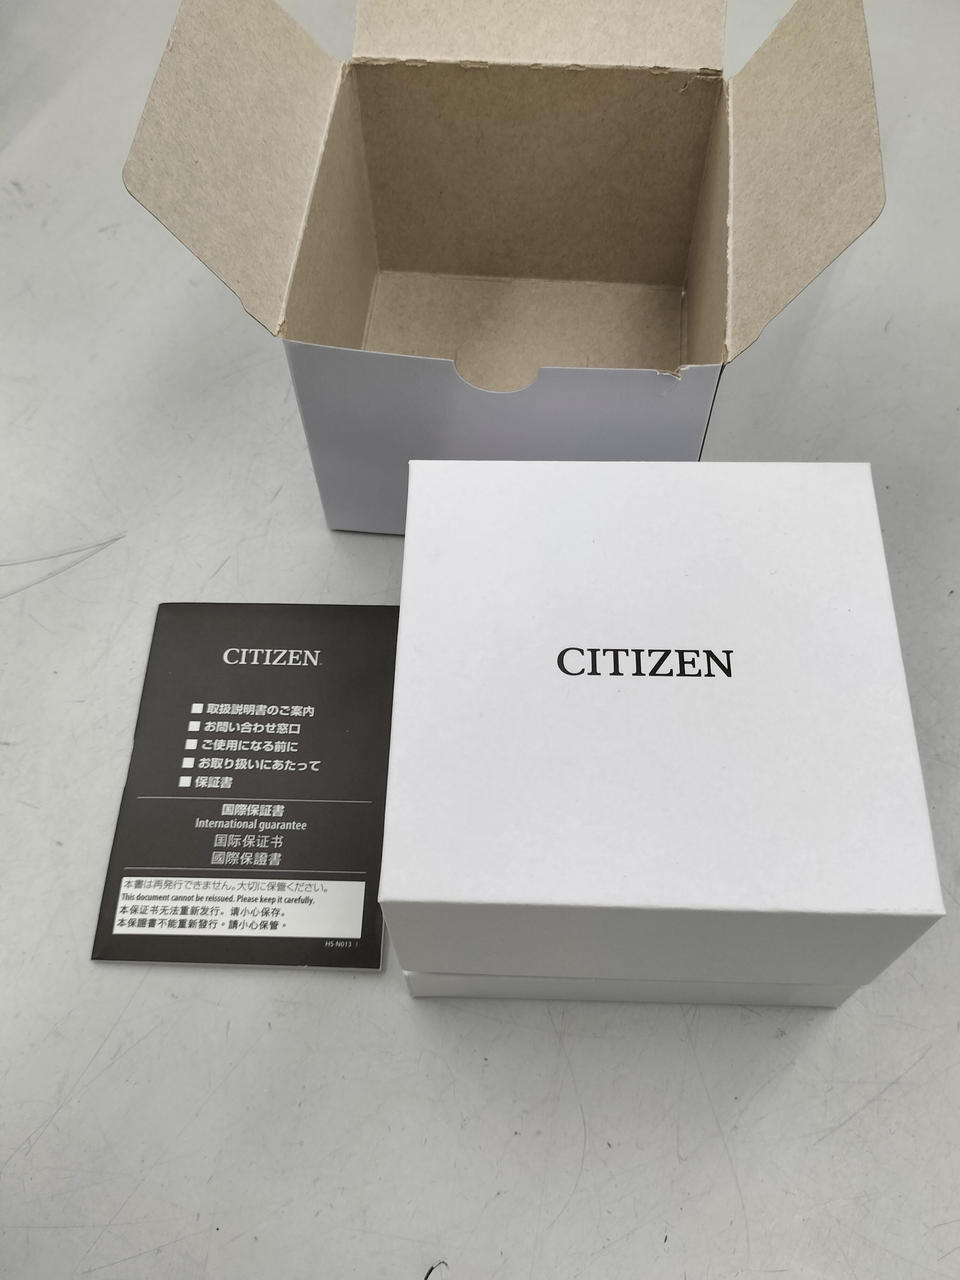 CITIZEN
CITIZEN
■ 取扱説明書のご案内
■ お問い合わせ窓口
■ ご使用になる前に
■ お取り扱いにあたって
■ 保証書
国際保証書
International guarantee
国际保证书
國際保證書
本書は再発行できません。大切に保管ください。
This document cannot be reissued. Please keep it carefully.
本保证书无法重新发行。请小心保存。
本保證書不能重新發行。請小心保管。
HS-N013 1